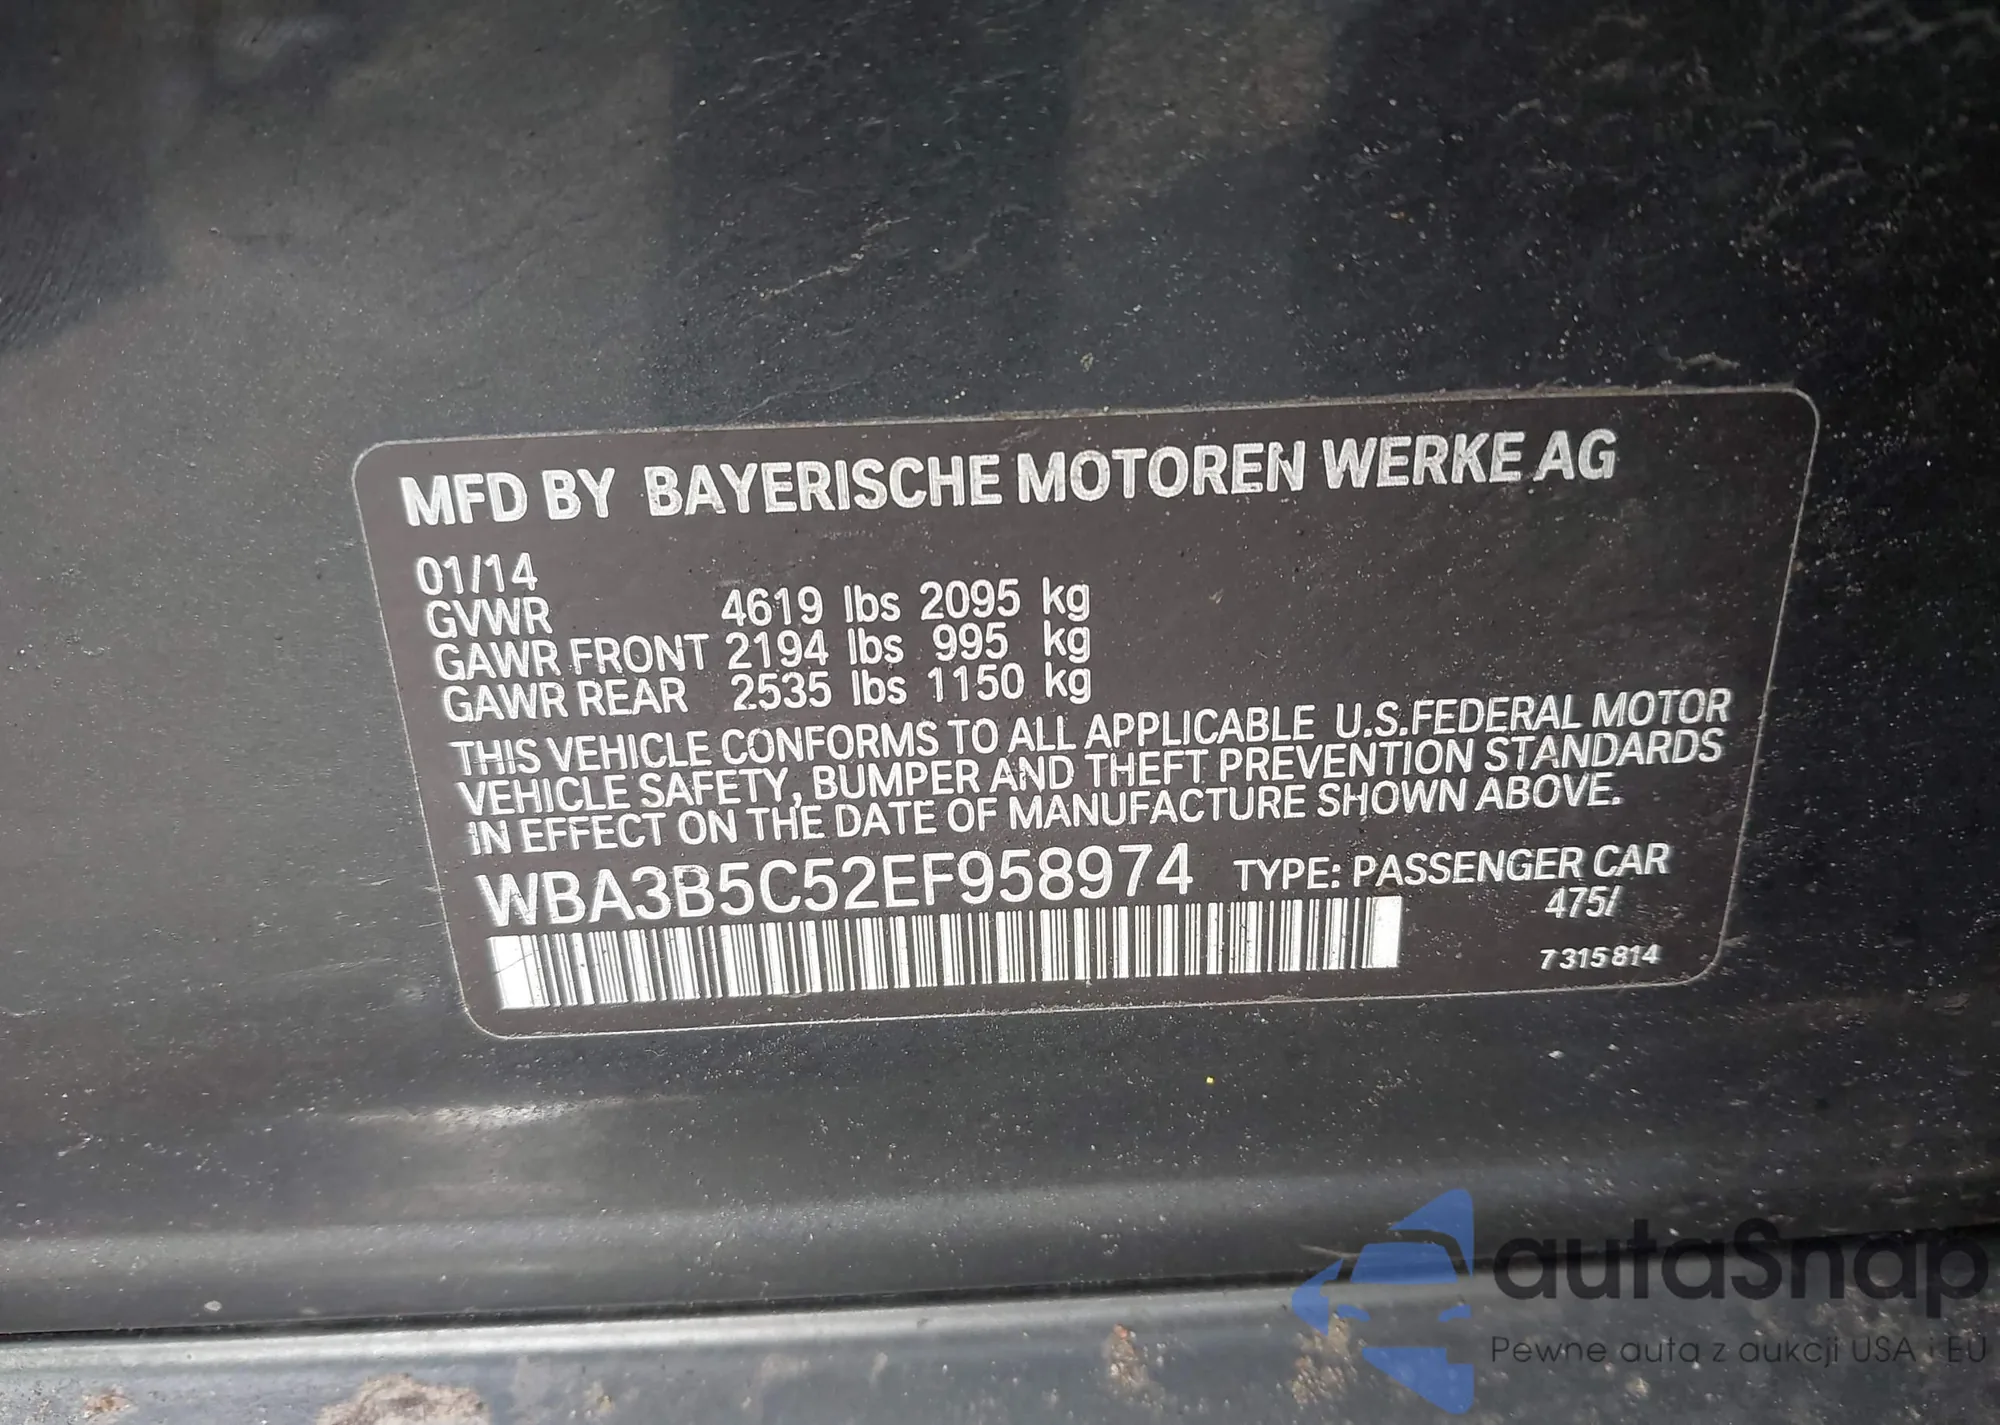 MFD BY BAYERISCHE MOTOREN WERKE AG
01/14
GVWR 4619 lbs 2095 kg
GAWR FRONT 2194 lbs 995 kg
GAWR REAR 2535 lbs 1150 kg
THIS VEHICLE CONFORMS TO ALL APPLICABLE U.S.FEDERAL MOTOR
VEHICLE SAFETY, BUMPER AND THEFT PREVENTION STANDARDS
IN EFFECT ON THE DATE OF MANUFACTURE SHOWN ABOVE.
WBA3B5C52EF958974 TYPE: PASSENGER CAR
475/
7315814
autaSnap
Pewne auta z aukcji USA i EU